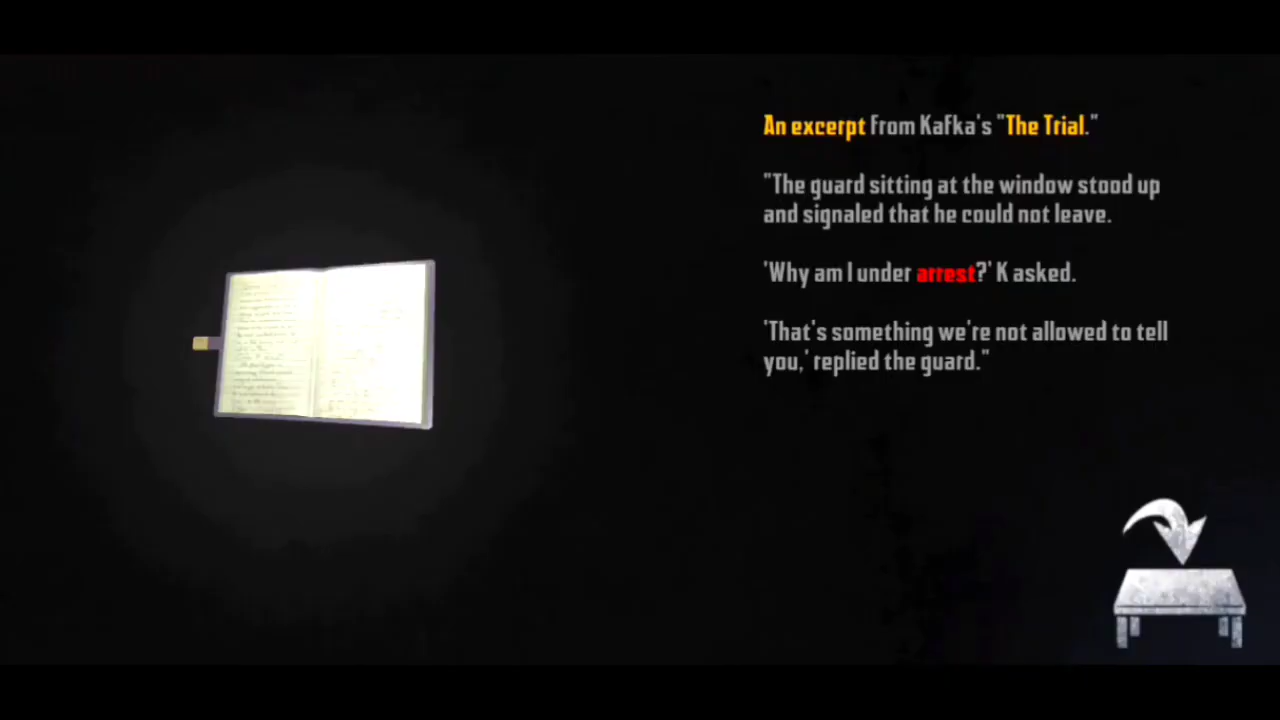 An excerpt from Kafka's "The Trial."
"The guard sitting at the window stood up
and signaled that he could not leave.
'Why am I under arrest?' K asked.
'That's something we're not allowed to tell
you,' replied the guard."